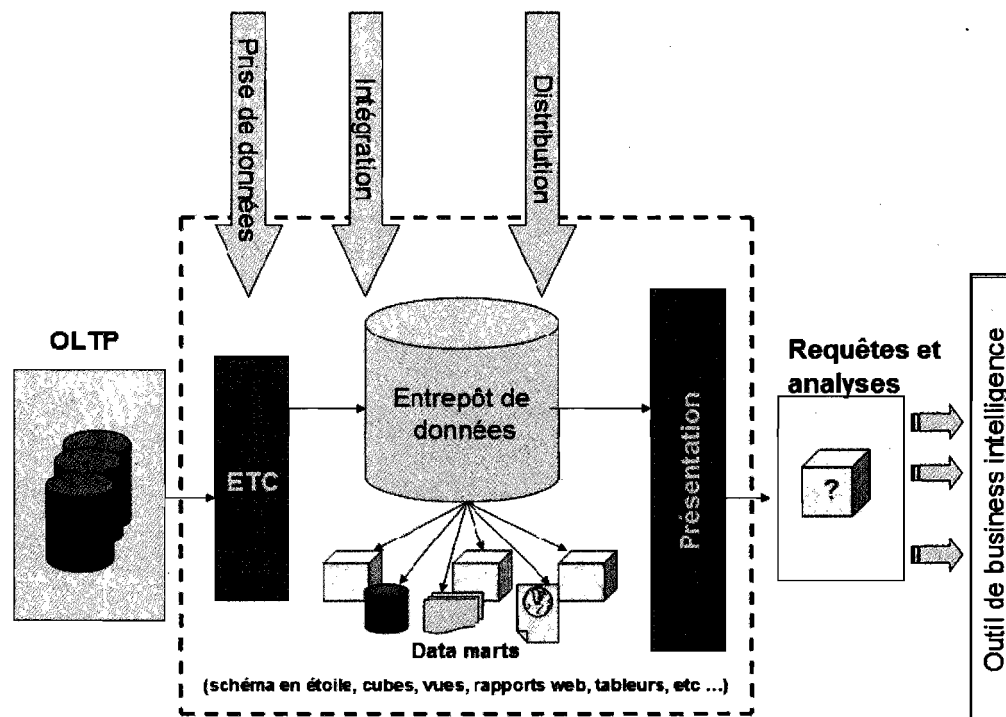 Prise de données
Intégration
Distribution
OLTP
ETC
Entrepôt de
données
Présentation
Requêtes et
analyses
?
Outil de business intelligence
Data marts
(schéma en étoile, cubes, vues, rapports web, tableurs, etc ...)